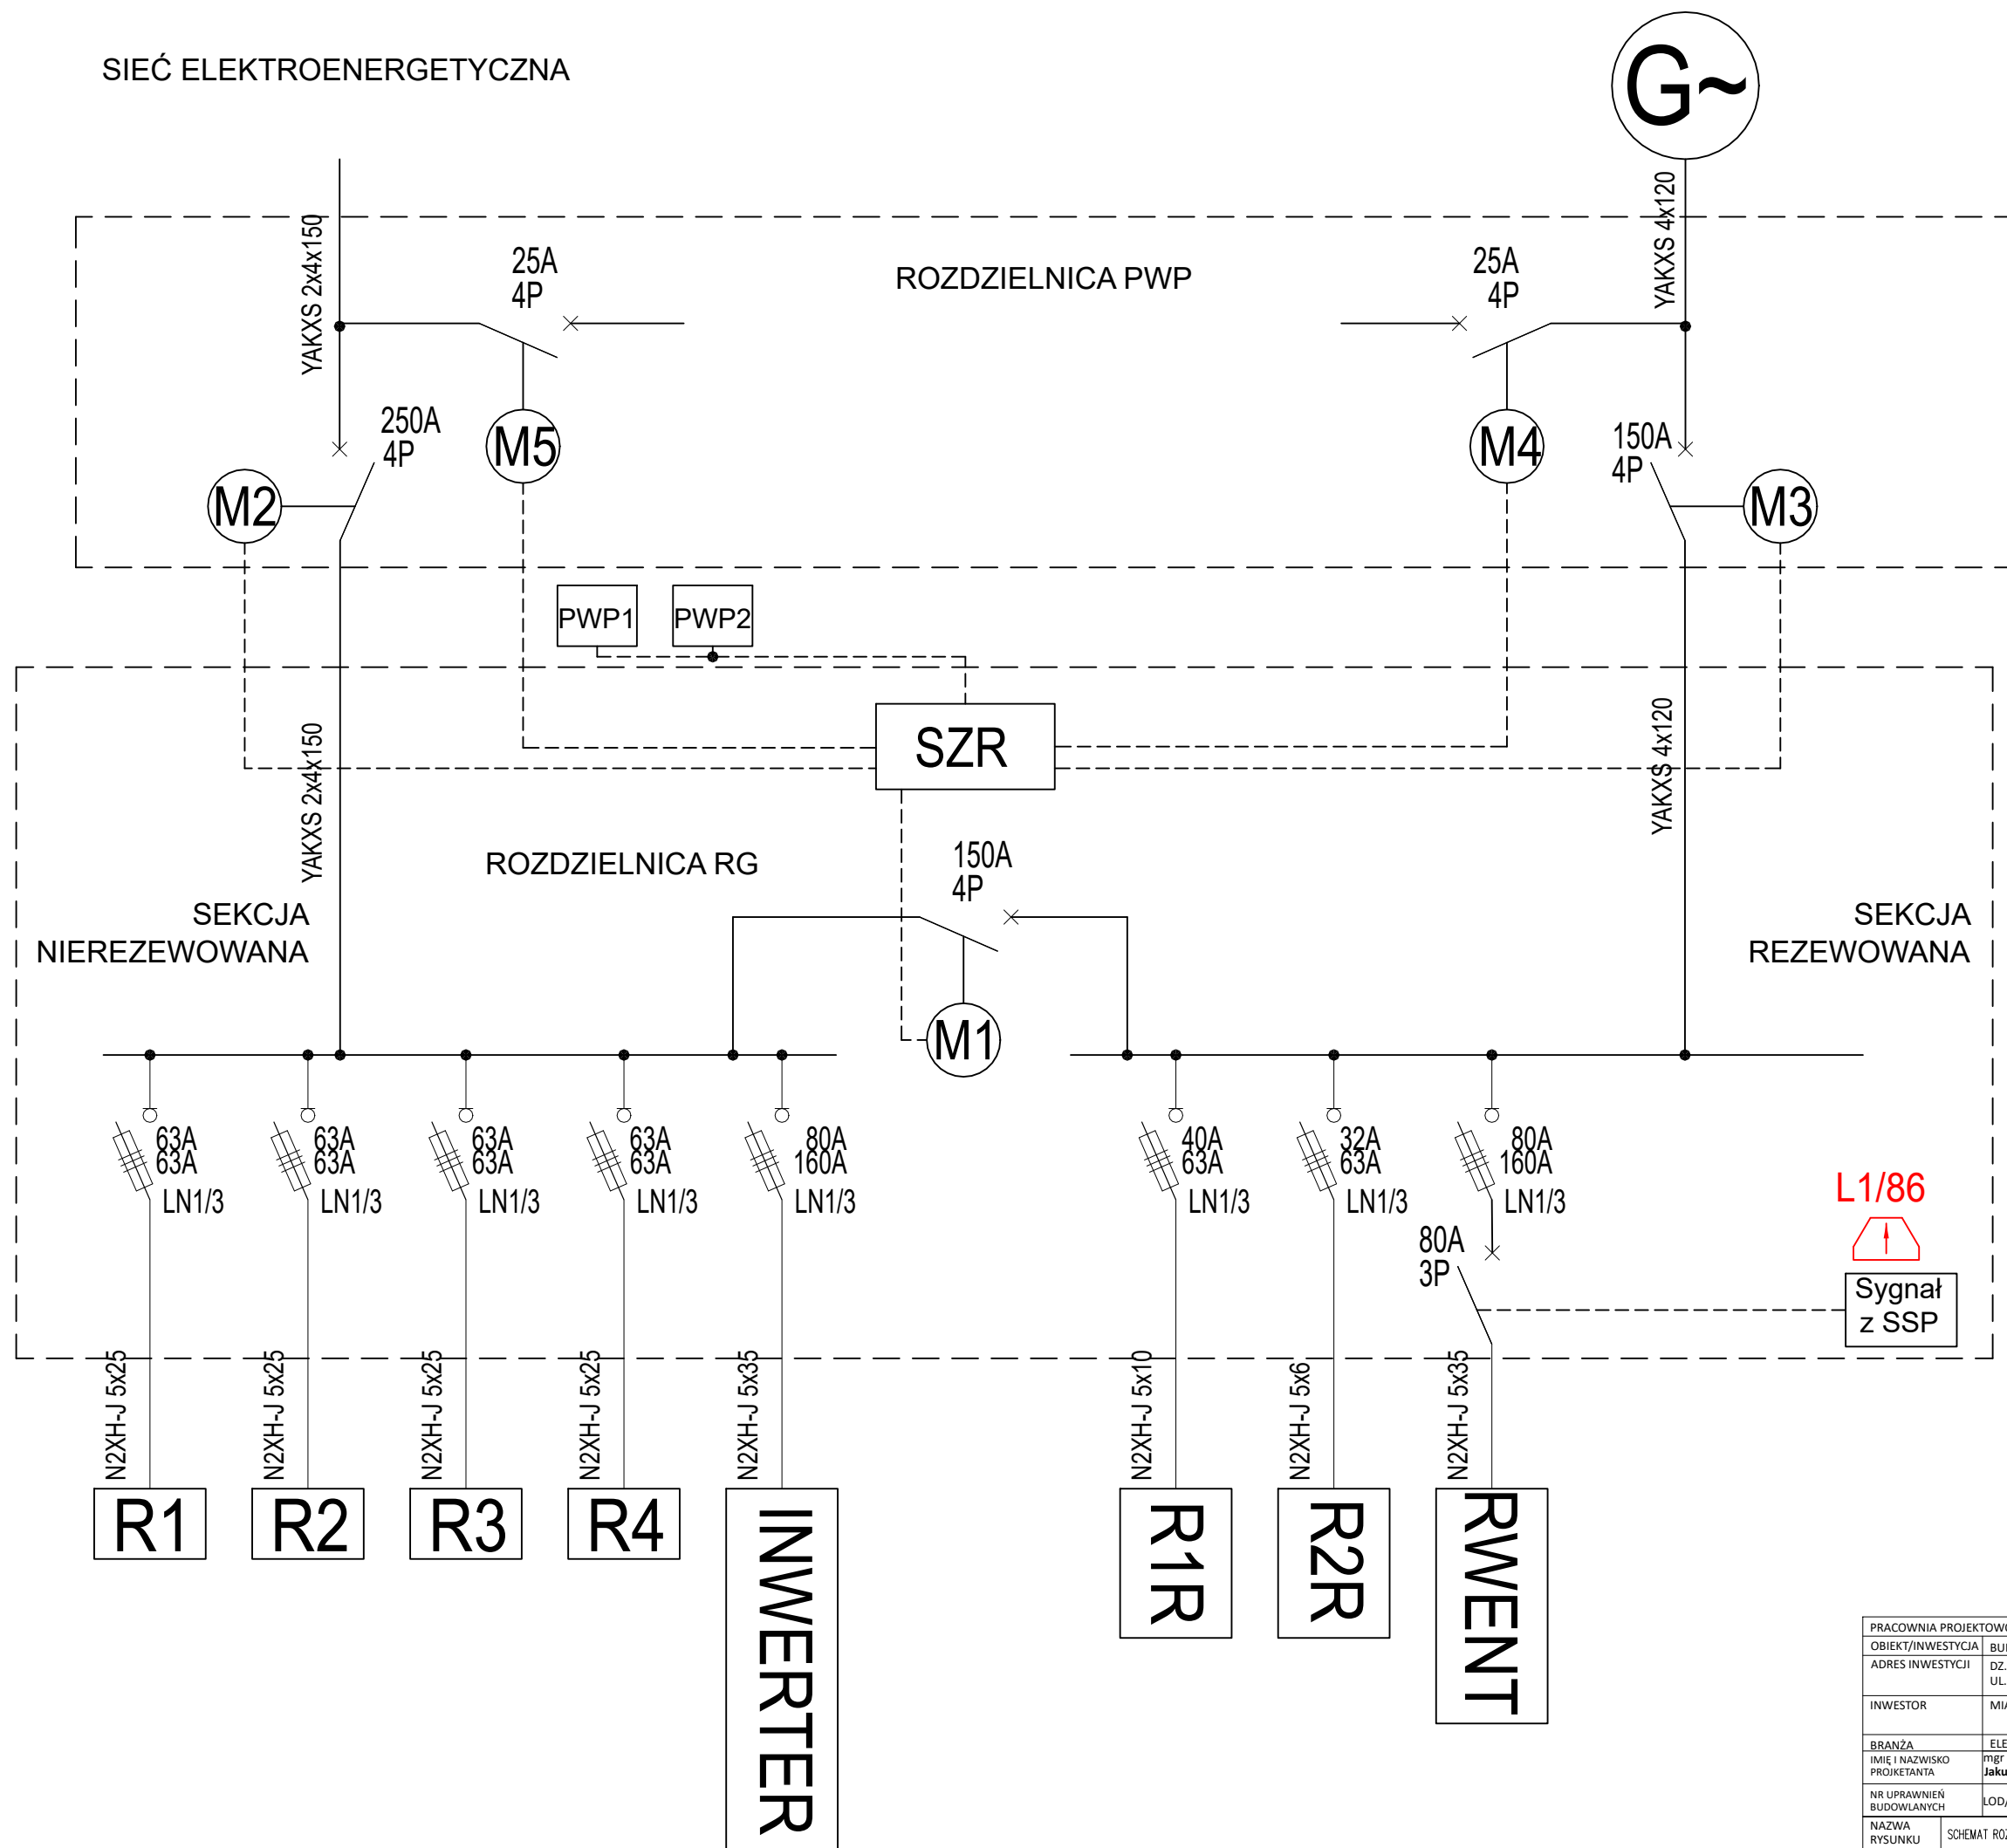 SIEĆ ELEKTROENERGETYCZNA
G~
YAKXS 2x4x150
YAKXS 4x120
25A
4P
ROZDZIELNICA PWP
25A
4P
250A
4P
M5
M4
150A
4P
M2
M3
PWP1
PWP2
SZR
YAKXS 2x4x150
YAKXS 4x120
ROZDZIELNICA RG
150A
4P
SEKCJA
NIEREZEWOWANA
SEKCJA
REZEWOWANA
M1
63A
63A
LN1/3
63A
63A
LN1/3
63A
63A
LN1/3
63A
63A
LN1/3
80A
160A
LN1/3
40A
63A
LN1/3
32A
63A
LN1/3
80A
160A
LN1/3
L1/86
80A
3P
Sygnał
z SSP
N2XH-J 5x25
N2XH-J 5x25
N2XH-J 5x25
N2XH-J 5x25
N2XH-J 5x35
N2XH-J 5x10
N2XH-J 5x6
N2XH-J 5x35
R1
R2
R3
R4
INWERTER
R1R
R2R
RWENT
PRACOWNIA
OBIEKT/INWESTYCJA
ADRES INWESTYCJI DZ.
UL.
INWESTOR
BRANŻA
IMIĘ I NAZWISKO mgr
PROJKETANTA
NR UPRAWNIEŃ
BUDOWLANYCH
NAZWA
RYSUNKU SCHEMAT